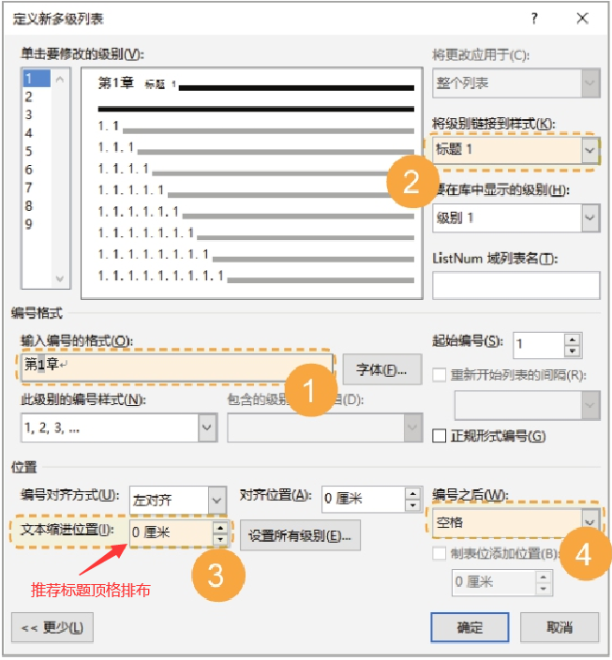 定义新多级列表
?
×
单击要修改的级别(V):
1
2
3
4
5
6
7
8
9
第1章 标题 1
1.1
1.1.1
1.1.1.1
1.1.1.1.1
1.1.1.1.1.1
1.1.1.1.1.1.1
1.1.1.1.1.1.1.1
1.1.1.1.1.1.1.1.1
将更改应用于(C):
整个列表
将级别链接到样式(K):
标题 1
2
要在库中显示的级别(H):
级别 1
ListNum 域列表名(T):
编号格式
输入编号的格式(O):
第1章↵
1
字体(F)...
起始编号(S): 1
重新开始列表的间隔(R):
此级别的编号样式(N):
1, 2, 3, ...
包含的级别
(D):
正规形式编号(G)
位置
编号对齐方式(U): 左对齐
对齐位置(A): 0 厘米
编号之后(W):
空格
4
文本缩进位置(I): 0 厘米
3
设置所有级别(E)...
制表位添加位置(B):
0 厘米
推荐标题顶格排布
<< 更少(L)
确定
取消